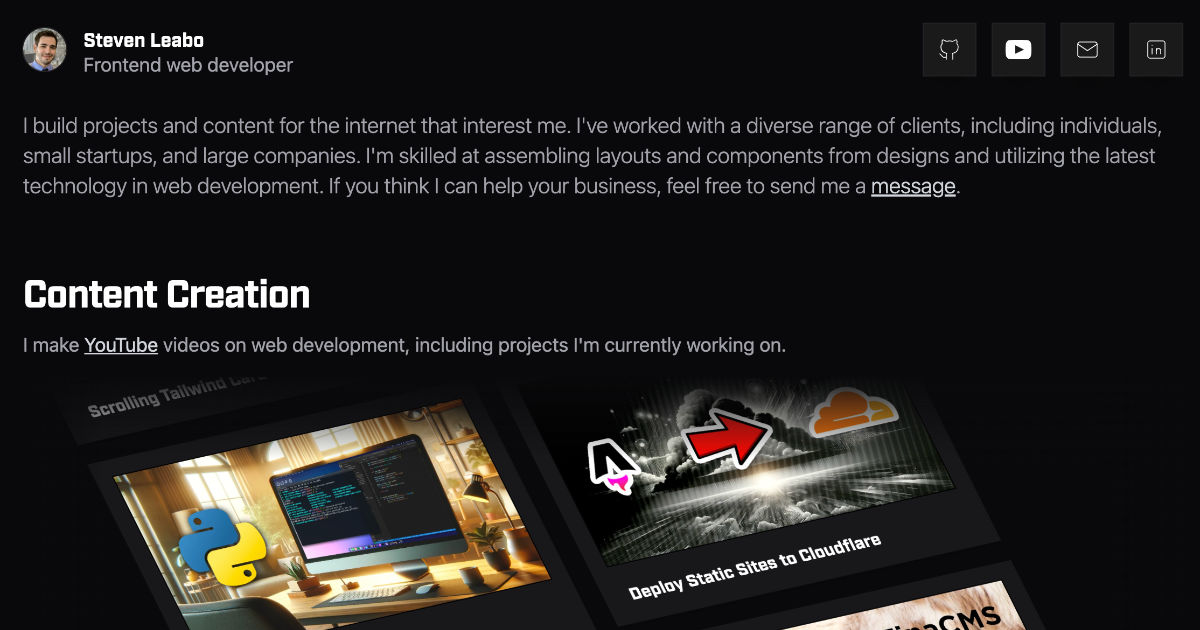 Steven Leabo
Frontend web developer
in
I build projects and content for the internet that interest me. I've worked with a diverse range of clients, including individuals,
small startups, and large companies. I'm skilled at assembling layouts and components from designs and utilizing the latest
technology in web development. If you think I can help your business, feel free to send me a message.
Content Creation
I make YouTube videos on web development, including projects I'm currently working on.
Scrolling Tailwind
Deploy Static Sites to Cloudflare